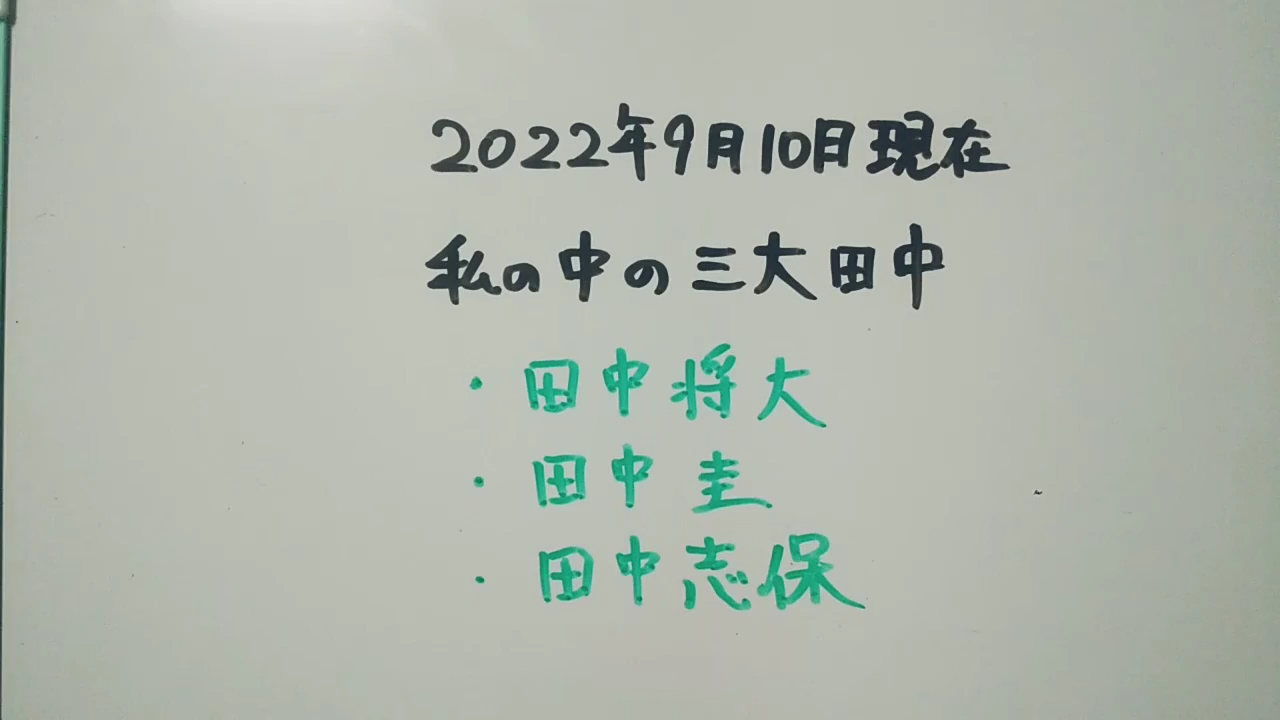 2022年9月10日現在
私の中の三大田中
・田中将大
・田中圭
・田中志保